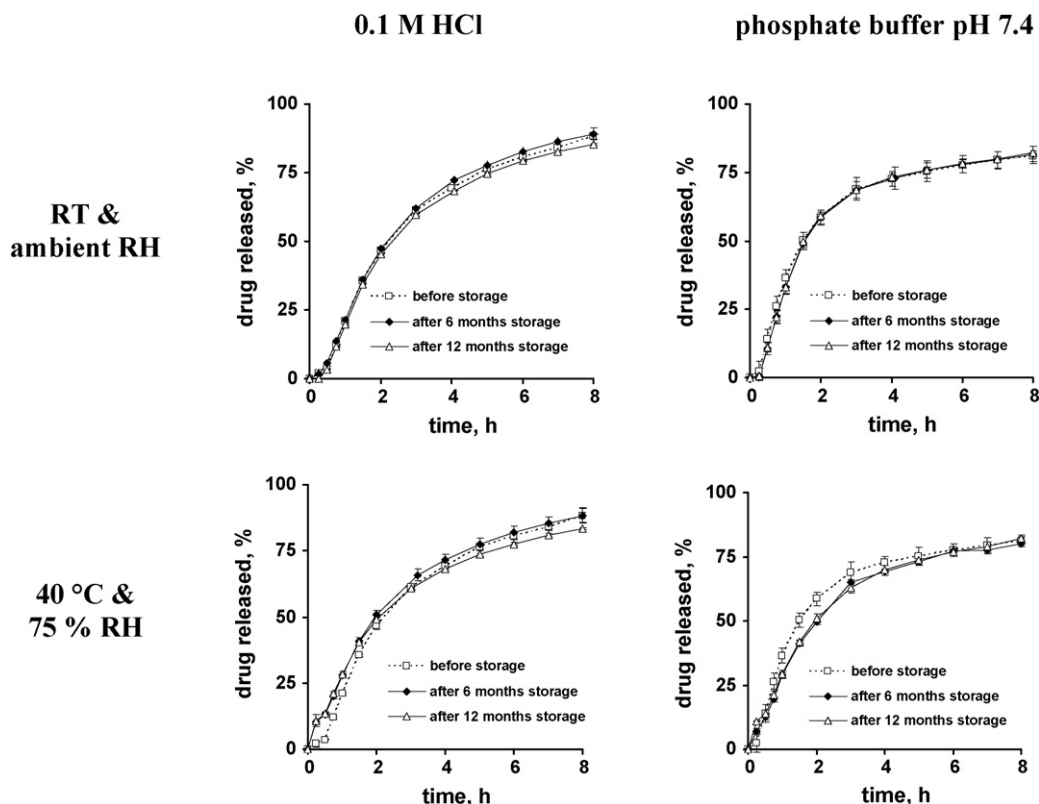 0.1 M HCl
phosphate buffer pH 7.4
RT &
ambient RH
drug released, %
100
75
50
25
0
before storage
after 6 months storage
after 12 months storage
0 2 4 6 8
time, h
drug released, %
100
75
50
25
0
before storage
after 6 months storage
after 12 months storage
0 2 4 6 8
time, h
40 °C &
75 % RH
drug released, %
100
75
50
25
0
before storage
after 6 months storage
after 12 months storage
0 2 4 6 8
time, h
drug released, %
100
75
50
25
0
before storage
after 6 months storage
after 12 months storage
0 2 4 6 8
time, h